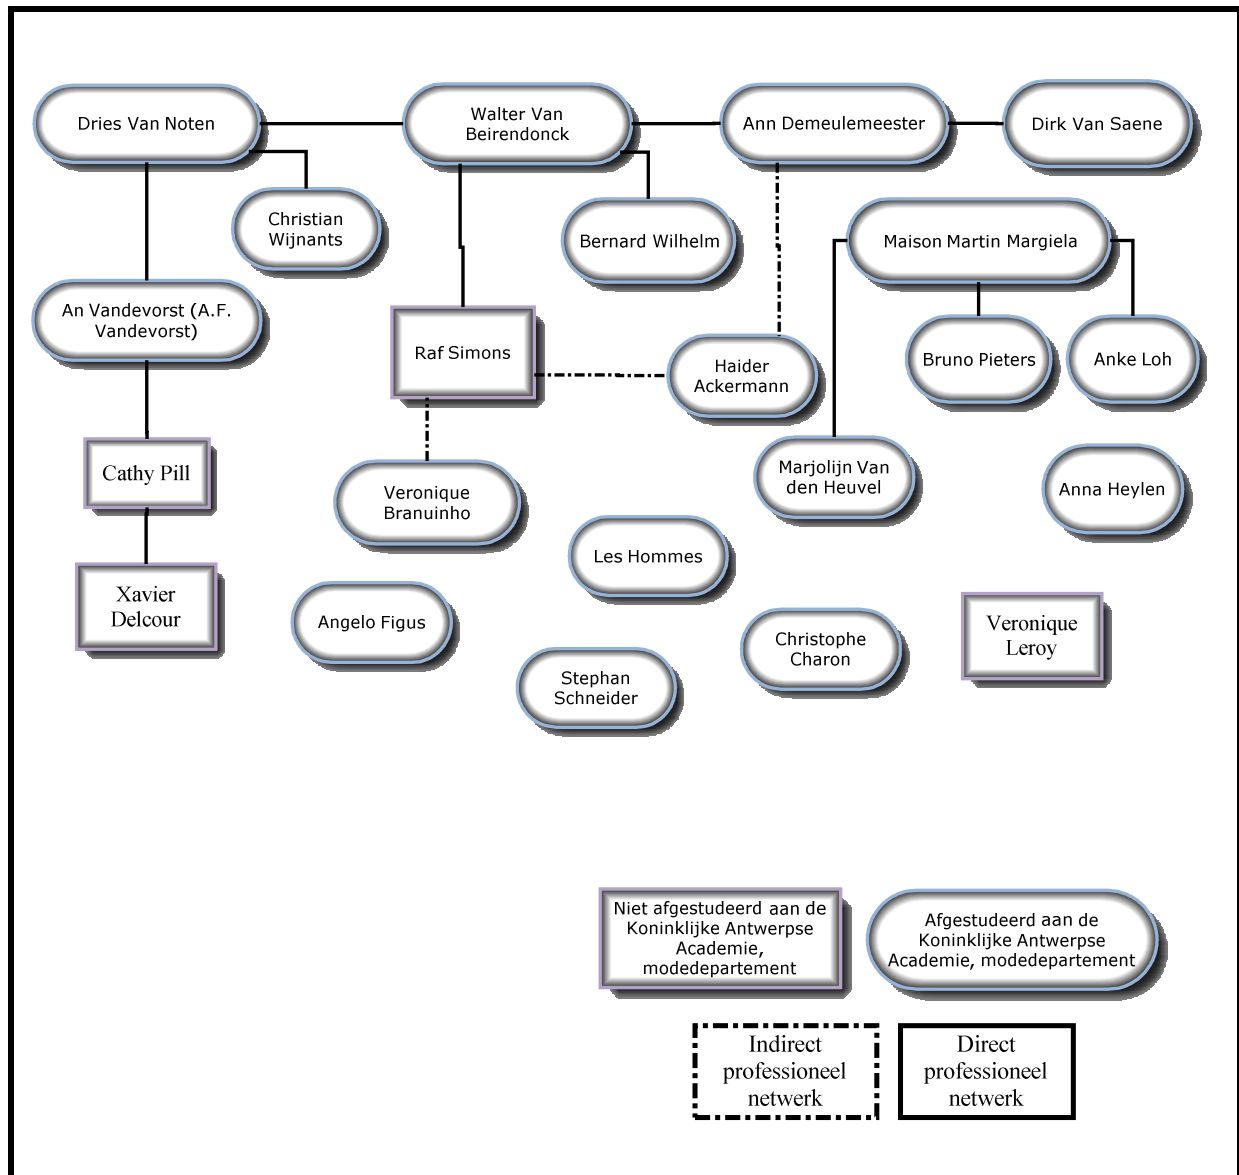 Dries Van Noten
Walter Van
Beirendonck
Ann Demeulemeester
Dirk Van Saene
Christian
Wijnants
Bernard Wilhelm
Maison Martin Margiela
An Vandevorst (A.F.
Vandevorst)
Raf Simons
Haider
Ackermann
Bruno Pieters
Anke Loh
Cathy Pill
Veronique
Branuinho
Marjolijn Van
den Heuvel
Anna Heylen
Les Hommes
Xavier
Delcour
Angelo Figus
Christophe
Charon
Veronique
Leroy
Stephan
Schneider
Niet afgestudeerd aan de
Koninklijke Antwerpse
Academie,
modedepartement
Afgestudeerd aan de
Koninklijke Antwerpse
Academie, modedepartement
Indirect
professioneel
netwerk
Direct
professioneel
netwerk